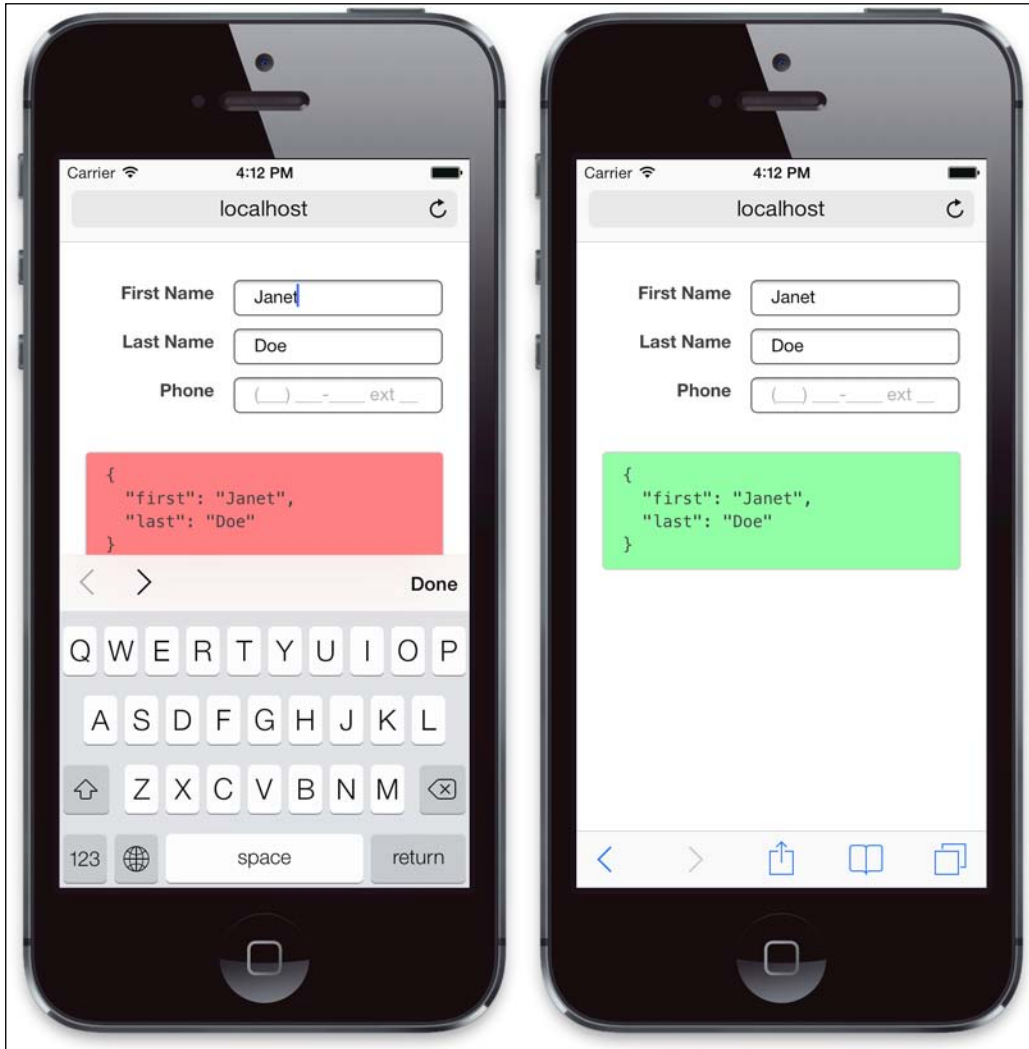 Carrier 4:12 PM
localhost
First Name Janet
Last Name Doe
Phone (__) ___-____ ext __
{
"first": "Janet",
"last": "Doe"
}
Done
Q W E R T Y U I O P
A S D F G H J K L
Z X C V B N M
123 space return
Carrier 4:12 PM
localhost
First Name Janet
Last Name Doe
Phone (__) ___-____ ext __
{
"first": "Janet",
"last": "Doe"
}